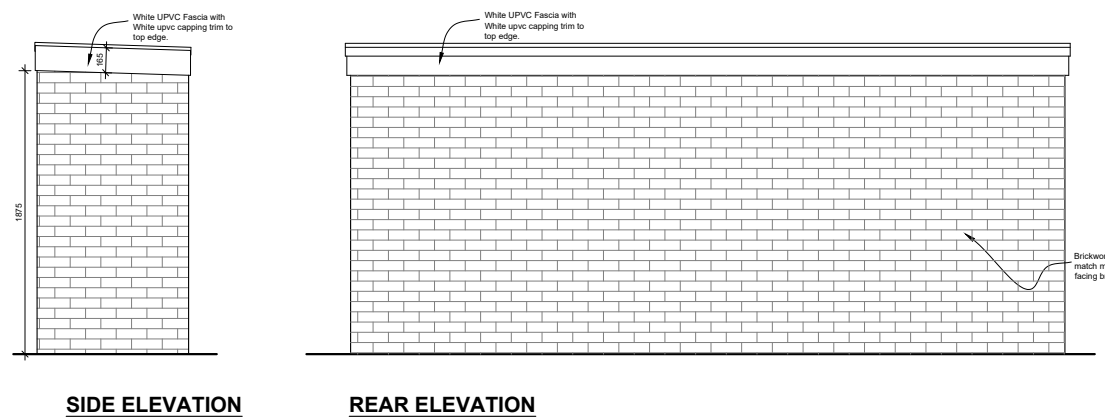 White UPVC Fascia with
White upvc capping trim to
top edge.
165
1875
SIDE ELEVATION
White UPVC Fascia with
White upvc capping trim to
top edge.
match
facing
REAR ELEVATION